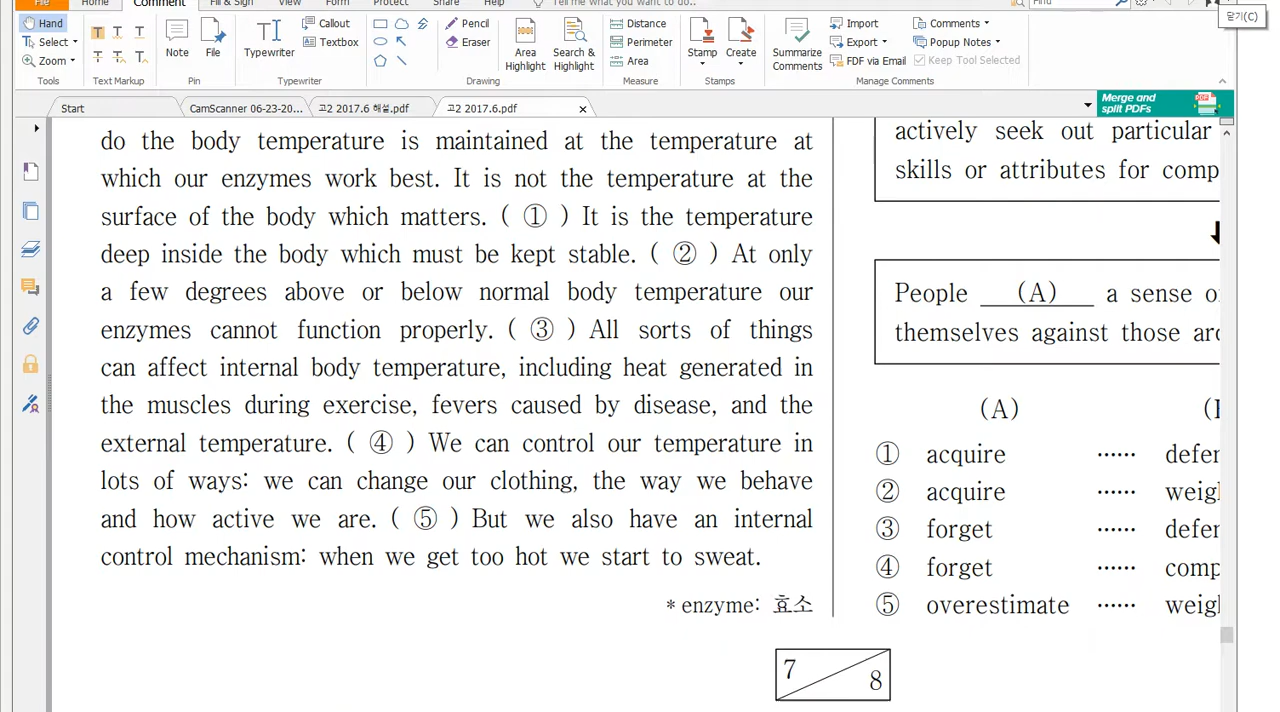 File Home Comment Fill & Sign View Form Protect Share Help Tell me what you want to do.. Find
닫기(C)
Hand
Select
Zoom
Tools
Text Markup
Note
File
Pin
Typewriter
Callout
Textbox
Typewriter
Pencil
Eraser
Drawing
Area Highlight
Search & Highlight
Distance
Perimeter
Area
Measure
Stamp
Create
Stamps
Summarize Comments
Import
Export
FDF via Email
Comments
Popup Notes
Keep Tool Selected
Manage Comments
Start
CamScanner 06-23-20...
고2 2017.6 해설.pdf
고2 2017.6.pdf
Merge and
split PDFs
do the body temperature is maintained at the temperature at
which our enzymes work best. It is not the temperature at the
surface of the body which matters. ( ① ) It is the temperature
deep inside the body which must be kept stable. ( ② ) At only
a few degrees above or below normal body temperature our
enzymes cannot function properly. ( ③ ) All sorts of things
can affect internal body temperature, including heat generated in
the muscles during exercise, fevers caused by disease, and the
external temperature. ( ④ ) We can control our temperature in
lots of ways: we can change our clothing, the way we behave
and how active we are. ( ⑤ ) But we also have an internal
control mechanism: when we get too hot we start to sweat.
* enzyme: 효소
actively seek out particular
skills or attributes for comp
People (A) a sense o
themselves against those arc
(A)
① acquire ······ defen
② acquire ······ weigh
③ forget ······ defen
④ forget ······ comp
⑤ overestimate ······ weigh
7 8